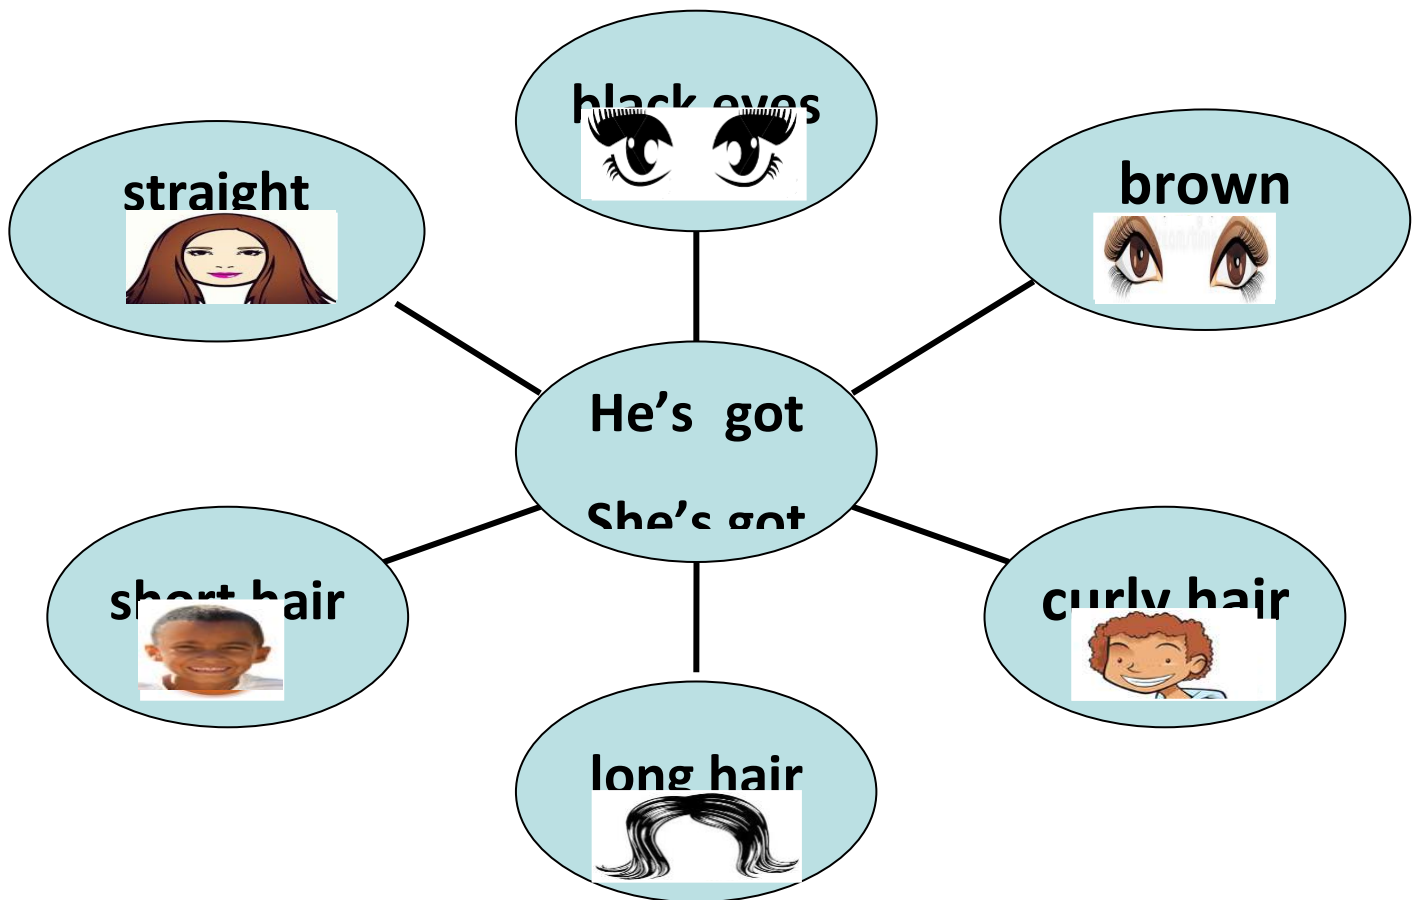 black eyes
straight
brown
He's got
She's got
short hair
curly hair
long hair